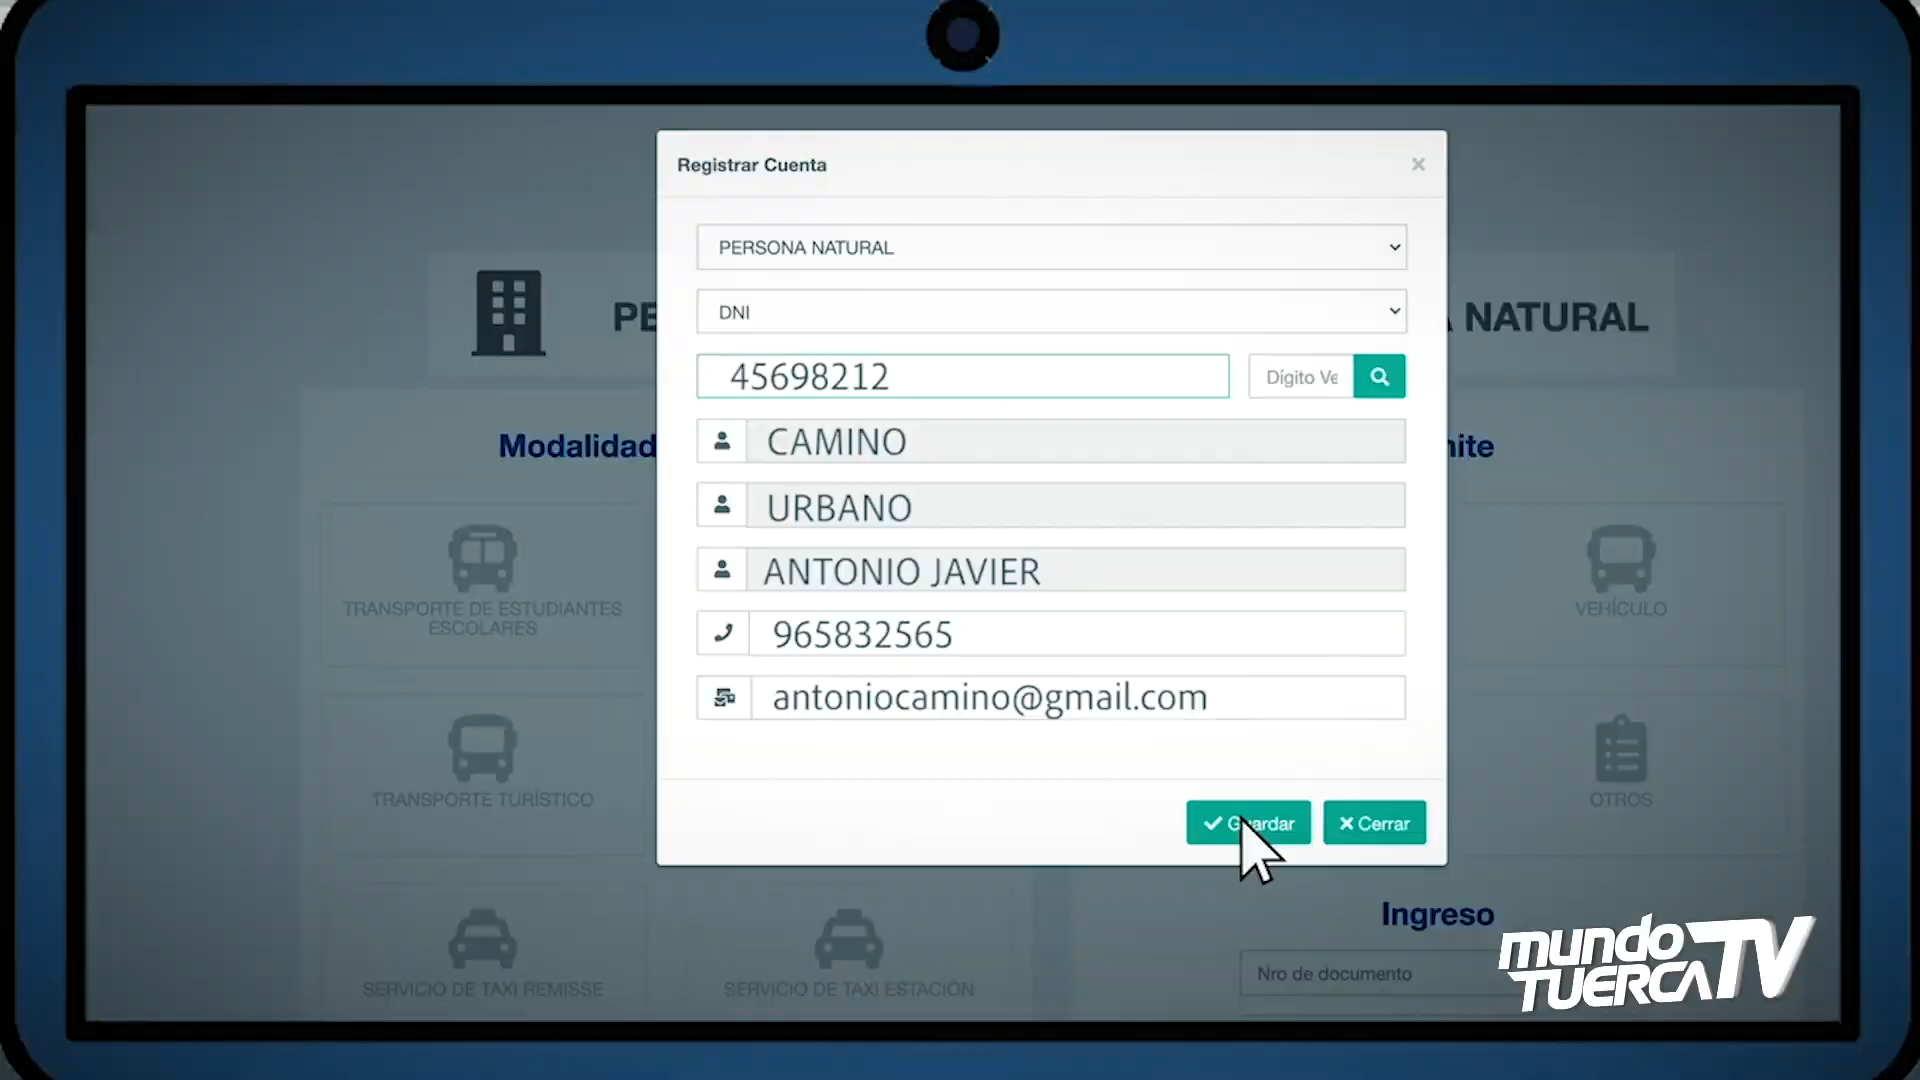 Registrar Cuenta
×
PERSONA NATURAL
DNI
45698212
Dígito Ve
CAMINO
URBANO
ANTONIO JAVIER
965832565
antoniocamino@gmail.com
Guardar
Cerrar
PE
NATURAL
Modalidad
TRANSPORTE DE ESTUDIANTES
ESCOLARES
VEHÍCULO
TRANSPORTE TURÍSTICO
OTROS
SERVICIO DE TAXI REMISSE
SERVICIO DE TAXI ESTACIÓN
Ingreso
Nro de documento
mundo
TUERCA TV